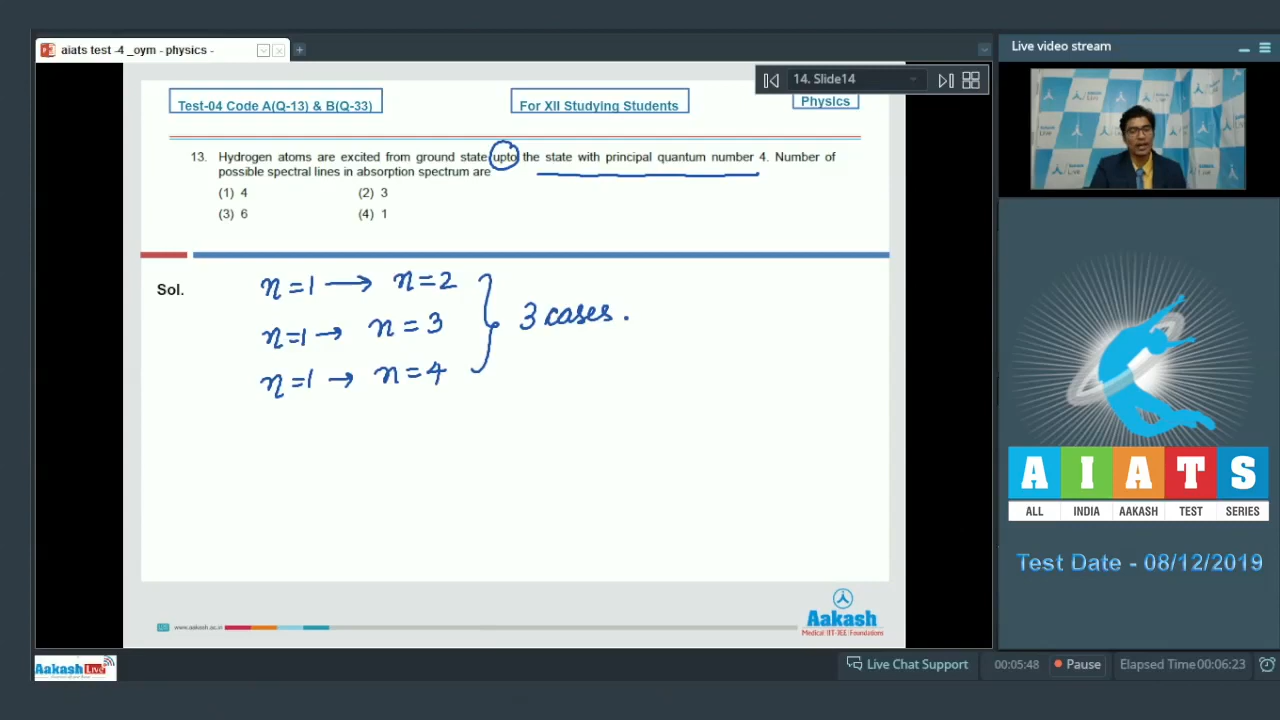 aiats test -4 _oym - physics -
Live video stream
14. Slide14
Test-04 Code A(Q-13) & B(Q-33)
For XII Studying Students
Physics
13. Hydrogen atoms are excited from ground state upto the state with principal quantum number 4. Number of
possible spectral lines in absorption spectrum are
(1) 4 (2) 3
(3) 6 (4) 1
Sol.
n=1 → n=2
n=1 → n=3
n=1 → n=4
3 cases.
A I A T S
ALL INDIA AAKASH TEST SERIES
Test Date - 08/12/2019
www.aakash.ac.in
Aakash
Medical|IIT-JEE|Foundations
Aakash Live
Live Chat Support
00:05:48
Pause
Elapsed Time 00:06:23